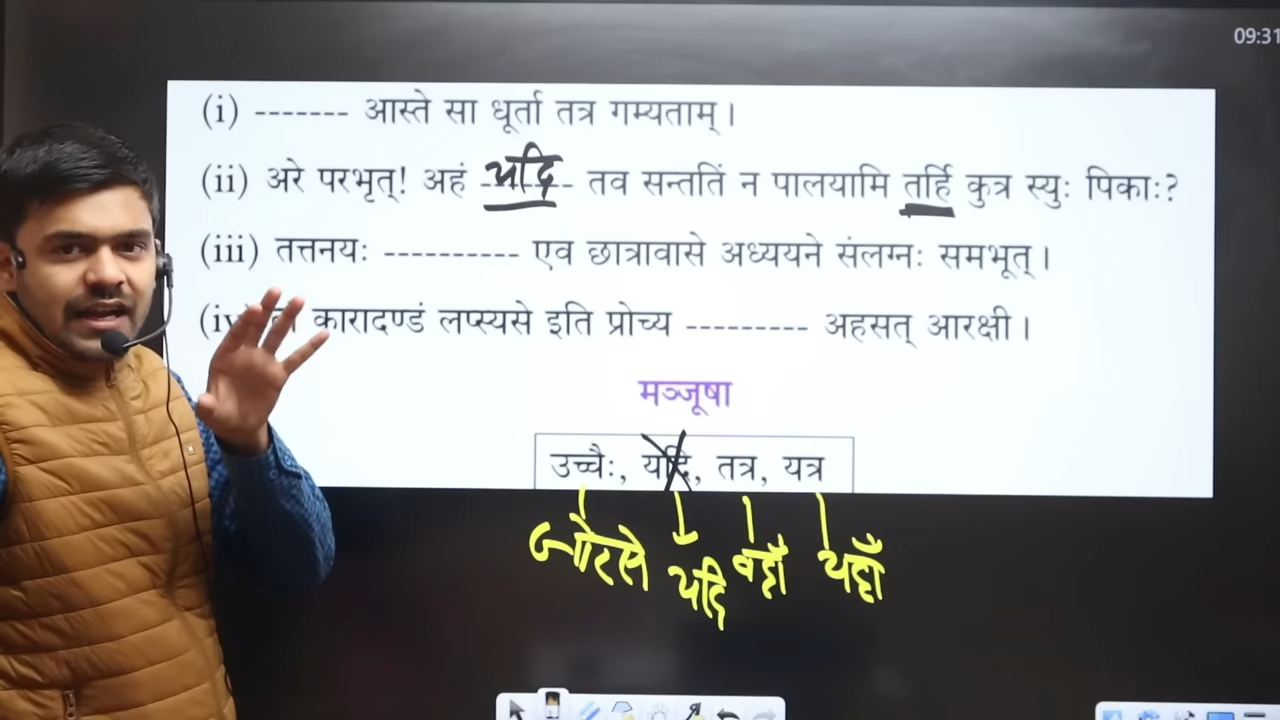 09:31
(i) ------- आस्ते सा धूर्ता तत्र गम्यताम्।
(ii) अरे परभृत्! अहं यदि तव सन्ततिं न पालयामि तर्हि कुत्र स्युः पिकाः?
(iii) तत्तनयः ---------- एव छात्रावासे अध्ययने संलग्नः समभूत्।
(iv) कारादण्डं लप्स्यसे इति प्रोच्य --------- अहसत् आरक्षी।
मञ्जूषा
उच्चैः, यदि, तत्र, यत्र
जोरसे यदि वहाँ यहाँ